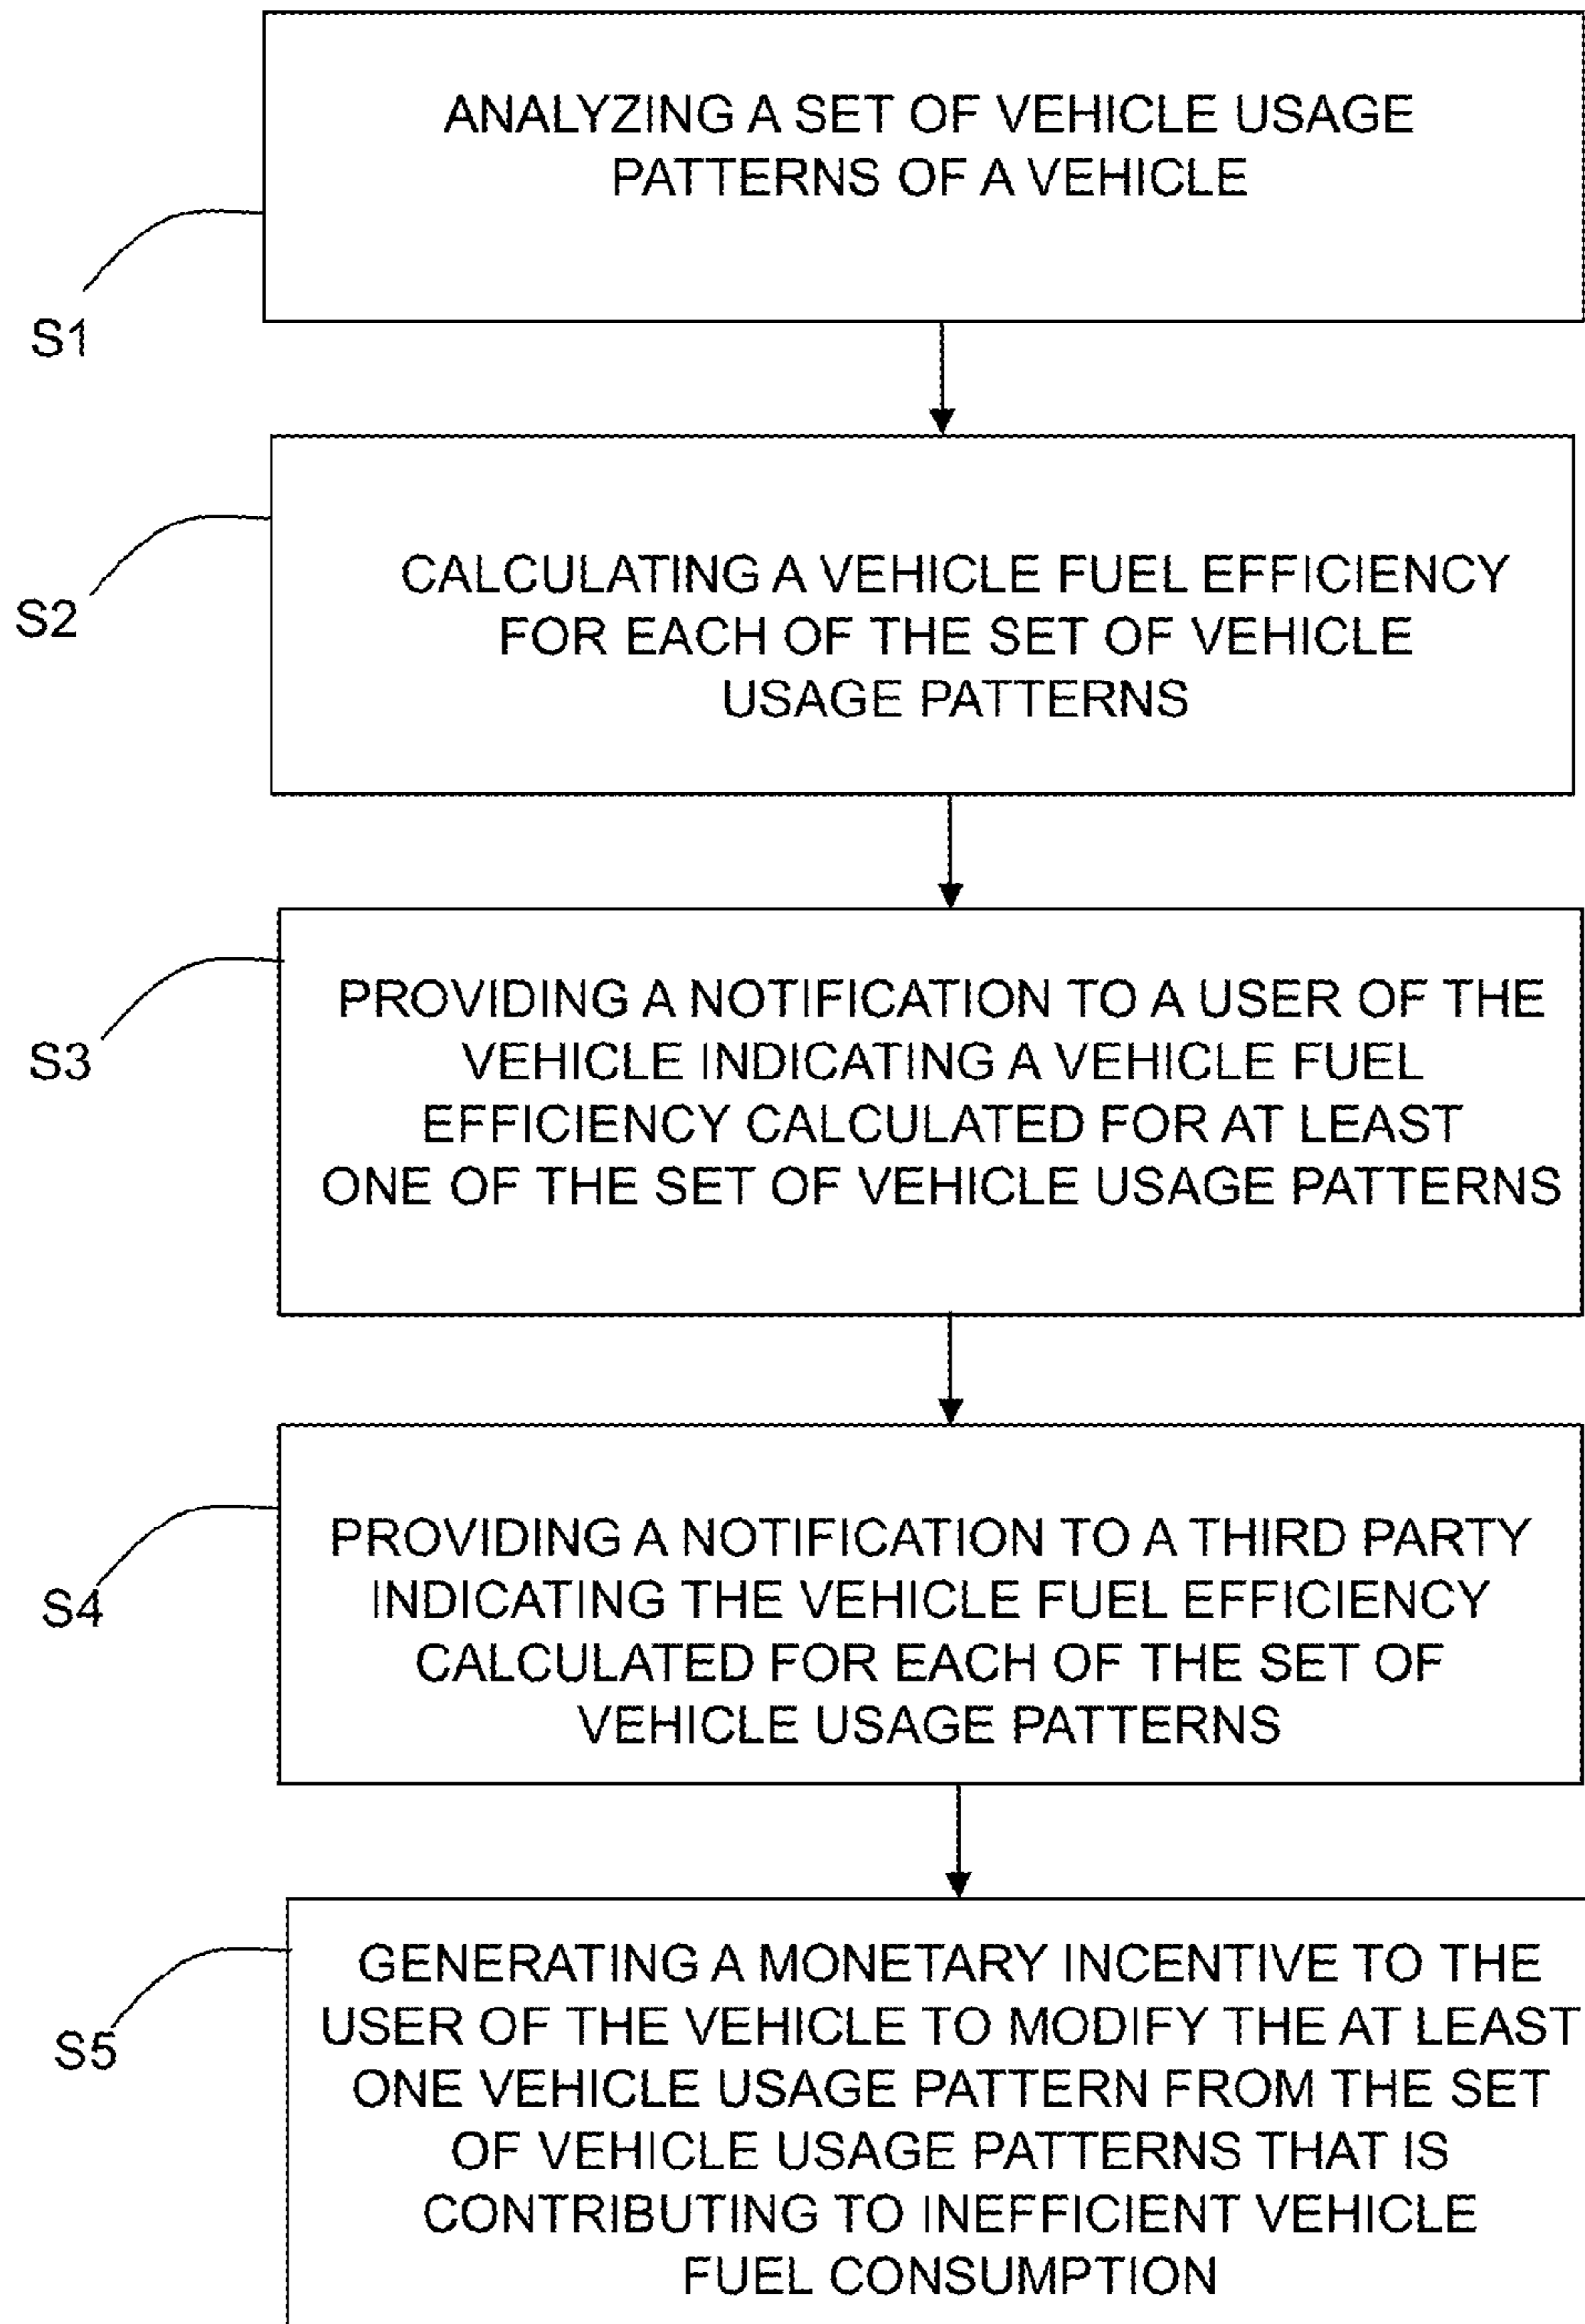 ANALYZING A SET OF VEHICLE USAGE
PATTERNS OF A VEHICLE
S1
CALCULATING A VEHICLE FUEL EFFICIENCY
FOR EACH OF THE SET OF VEHICLE
USAGE PATTERNS
S2
PROVIDING A NOTIFICATION TO A USER OF THE
VEHICLE INDICATING A VEHICLE FUEL
EFFICIENCY CALCULATED FOR AT LEAST
ONE OF THE SET OF VEHICLE USAGE PATTERNS
S3
PROVIDING A NOTIFICATION TO A THIRD PARTY
INDICATING THE VEHICLE FUEL EFFICIENCY
CALCULATED FOR EACH OF THE SET OF
VEHICLE USAGE PATTERNS
S4
GENERATING A MONETARY INCENTIVE TO THE
USER OF THE VEHICLE TO MODIFY THE AT LEAST
ONE VEHICLE USAGE PATTERN FROM THE SET
OF VEHICLE USAGE PATTERNS THAT IS
CONTRIBUTING TO INEFFICIENT VEHICLE
FUEL CONSUMPTION
S5